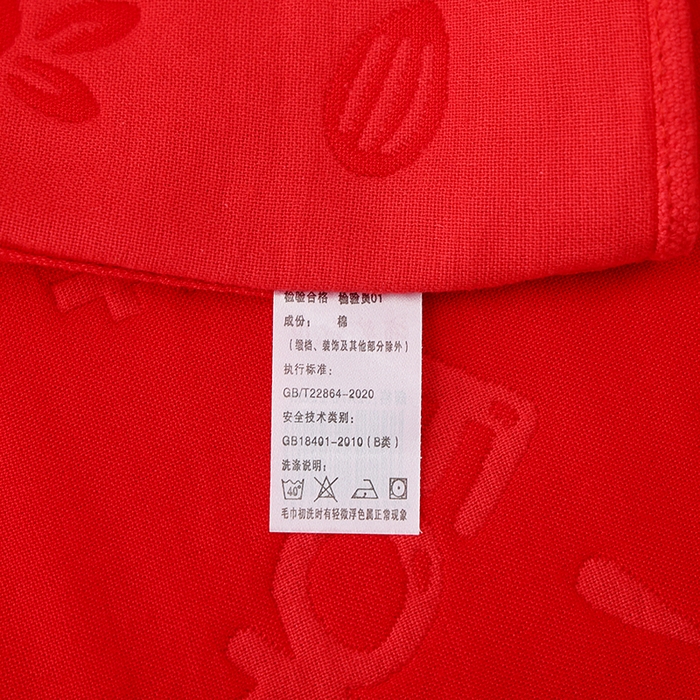 检验合格 检验员01
成份： 棉
（缎档、装饰及其他部分除外）
执行标准：
GB/T22864-2020
安全技术类别：
GB18401-2010（B类）
洗涤说明：
40°
毛巾初洗时有轻微浮色属正常现象